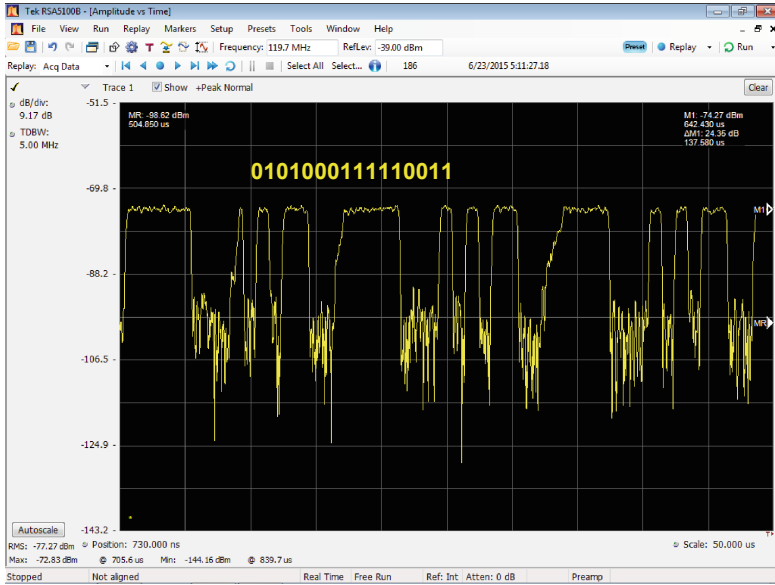 Tek RSA5100B - [Amplitude vs Time]
File View Run Replay Markers Setup Presets Tools Window Help
Frequency: 119.7 MHz RefLev: -39.00 dBm Preset Replay Run
Replay: Acq Data Select All Select... 186 6/23/2015 5:11:27.18
Trace 1 Show +Peak Normal Clear
dB/div:
9.17 dB
TDBW:
5.00 MHz
-51.5
MR: -98.62 dBm
504.850 us
M1: -74.27 dBm
642.430 us
ΔM1: 24.35 dB
137.580 us
0101000111110011
-69.8
M1
-88.2
MR
-106.5
-124.9
-143.2
Autoscale
Position: 730.000 ns Scale: 50.000 us
RMS: -77.27 dBm
Max: -72.83 dBm @ 705.6 us Min: -144.16 dBm @ 839.7 us
Stopped Not aligned Real Time Free Run Ref: Int Atten: 0 dB Preamp